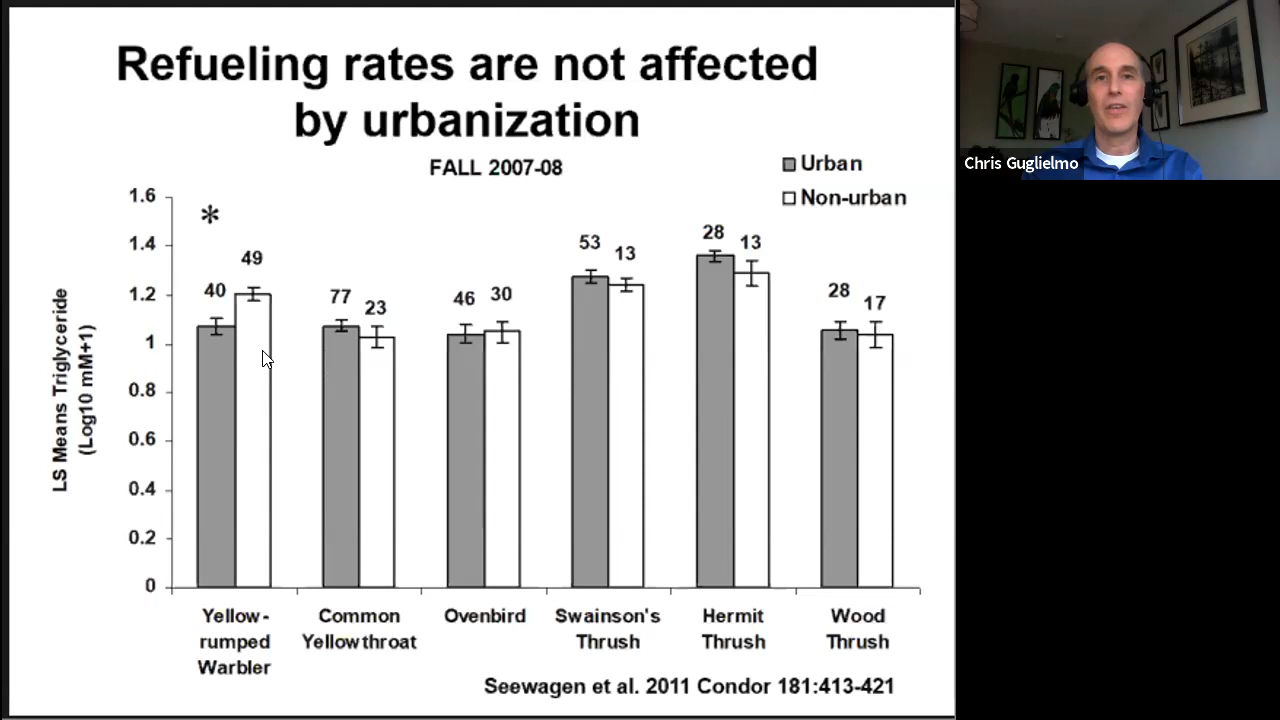 Refueling rates are not affected
by urbanization
FALL 2007-08
Urban
Non-urban
LS Means Triglyceride
(Log10 mM+1)
1.6
1.4
1.2
1
0.8
0.6
0.4
0.2
0
*
40
49
77
23
46
30
53
13
28
13
28
17
Yellow-
rumped
Warbler
Common
Yellowthroat
Ovenbird
Swainson's
Thrush
Hermit
Thrush
Wood
Thrush
Seewagen et al. 2011 Condor 181:413-421
Chris Guglielmo